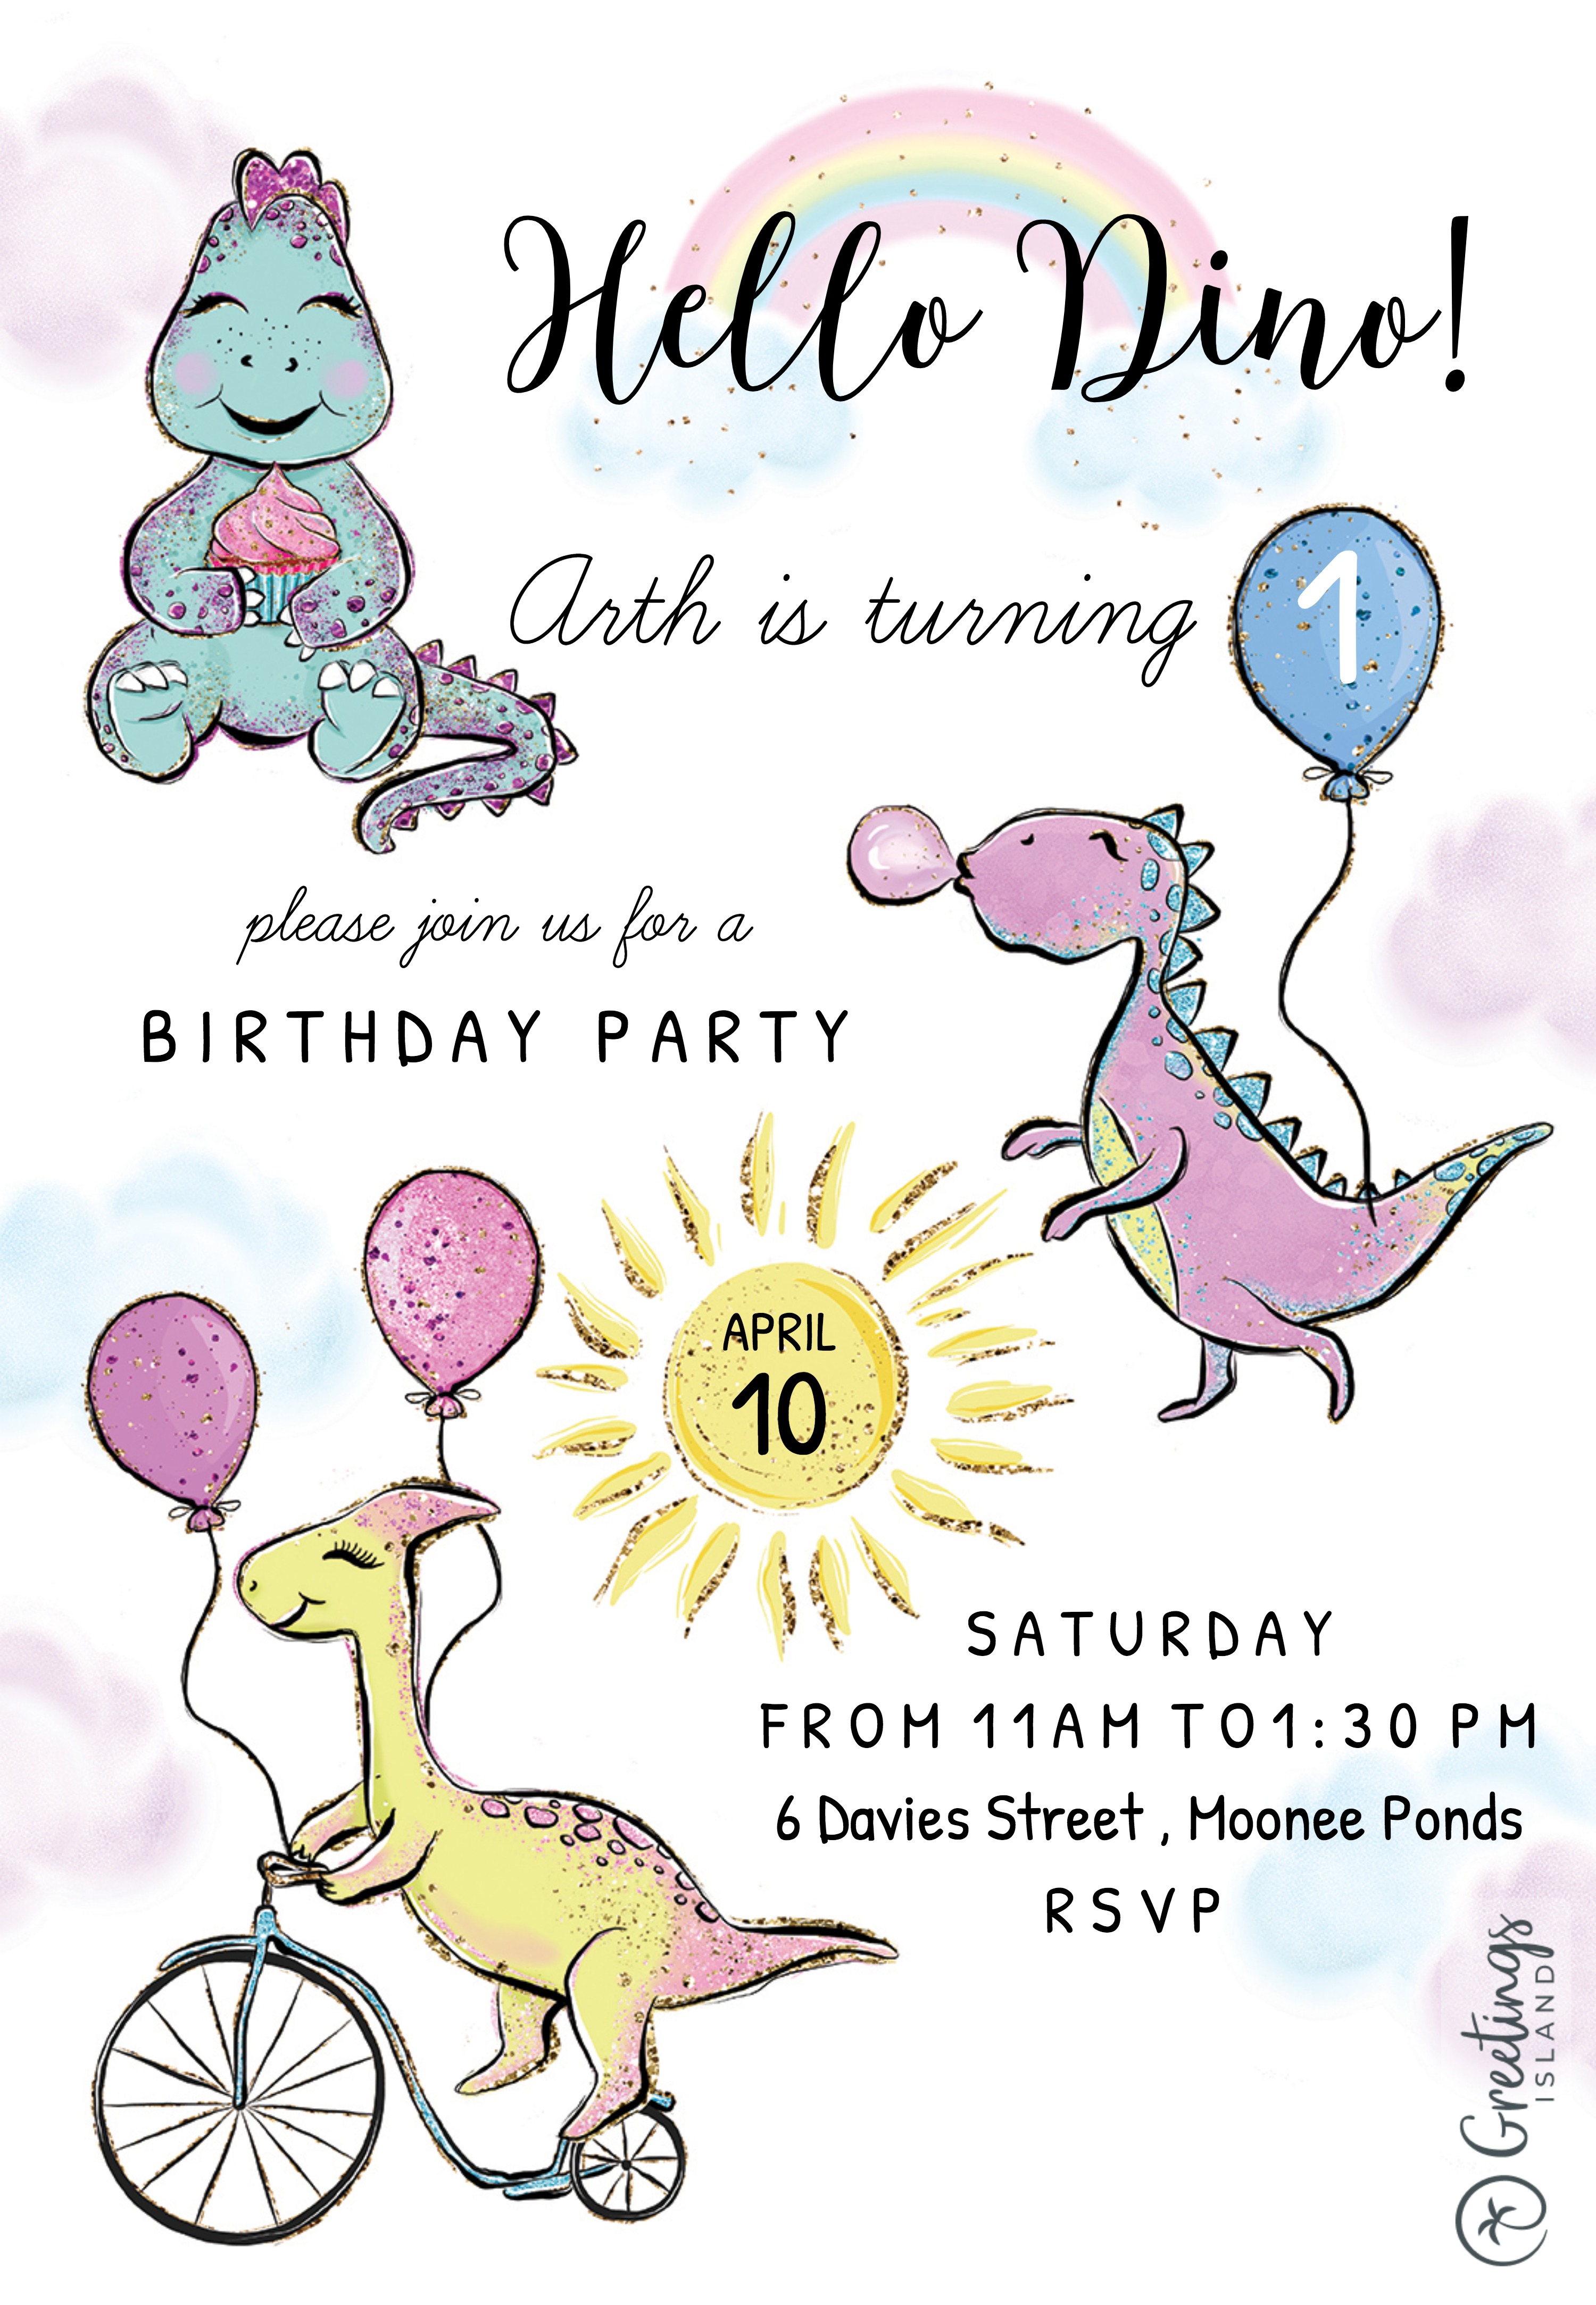 Hello Dino!
Arth is turning
1
please join us for a
BIRTHDAY PARTY
APRIL
10
SATURDAY
FROM 11AM TO1:30 PM
6 Davies Street , Moonee Ponds
RSVP
Greetings
ISLAND